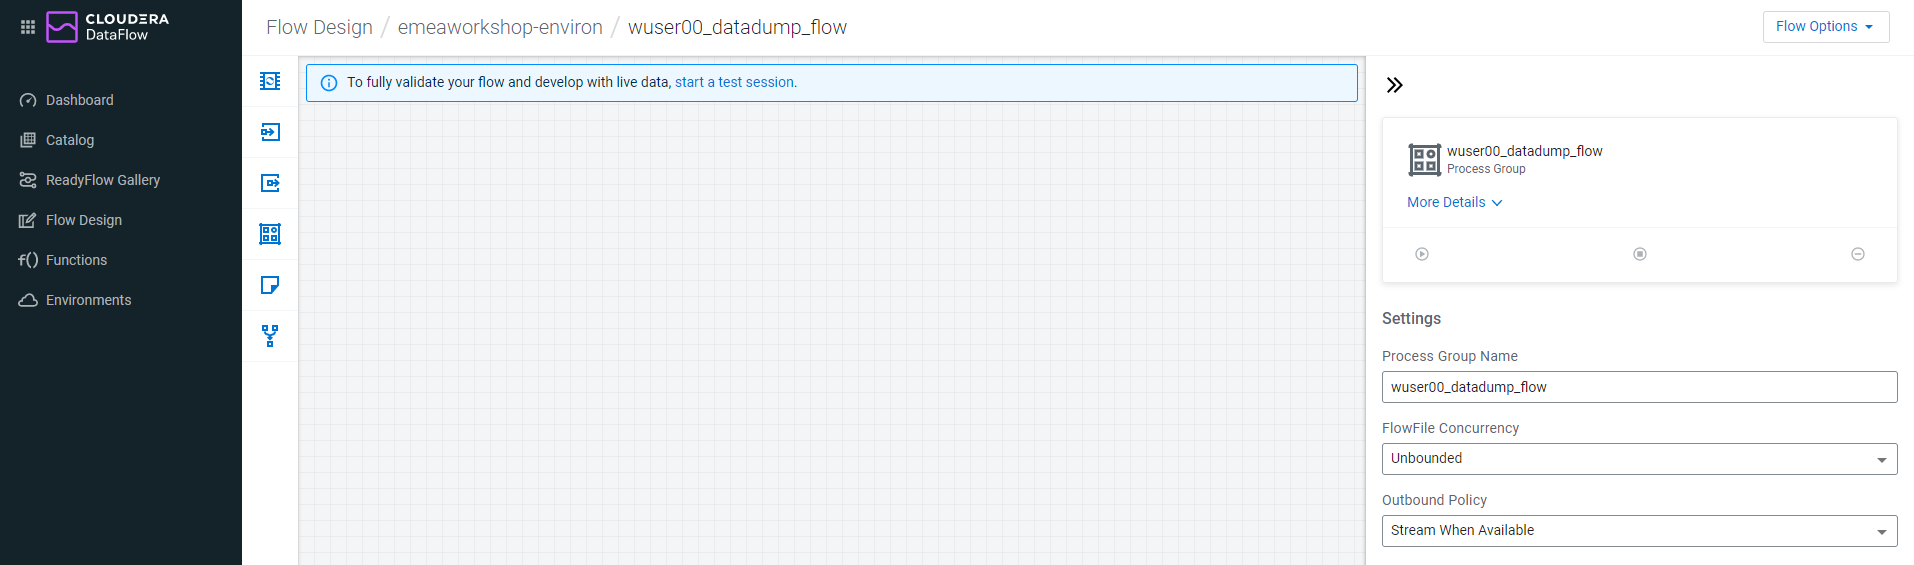 CLOUDERA
DataFlow
Dashboard
Catalog
ReadyFlow Gallery
Flow Design
f() Functions
Environments
Flow Design / emeaworkshop-environ / wuser00_datadump_flow
Flow Options
To fully validate your flow and develop with live data, start a test session.
wuser00_datadump_flow
Process Group
More Details
Settings
Process Group Name
wuser00_datadump_flow
FlowFile Concurrency
Unbounded
Outbound Policy
Stream When Available